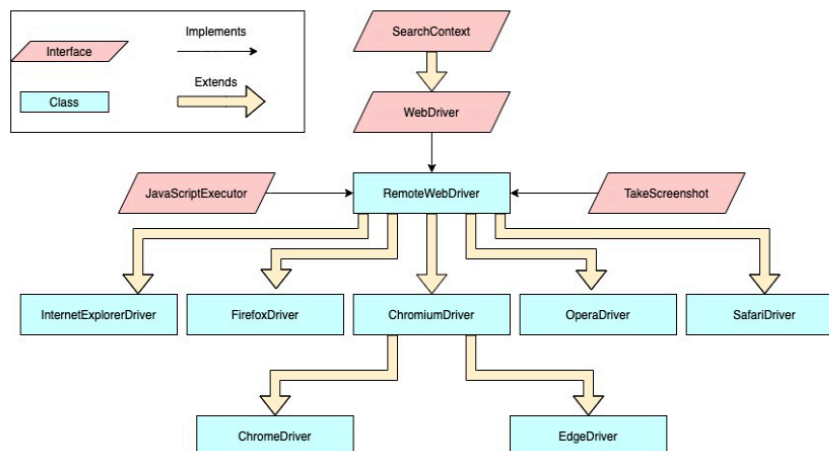 Implements
Interface
Extends
Class
SearchContext
WebDriver
JavaScriptExecutor
RemoteWebDriver
TakeScreenshot
InternetExplorerDriver
FirefoxDriver
ChromiumDriver
OperaDriver
SafariDriver
ChromeDriver
EdgeDriver